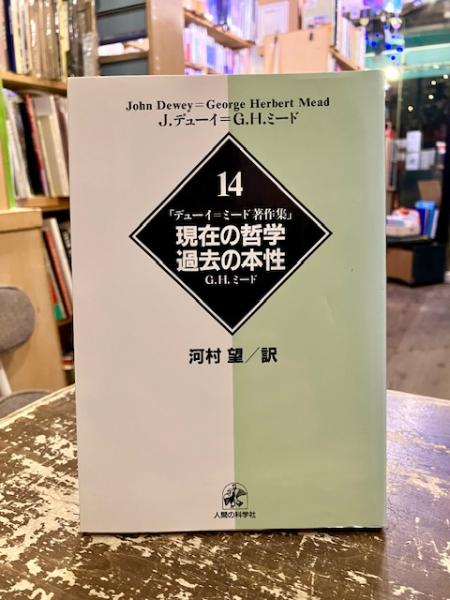 John Dewey=George Herbert Mead
J.デューイ=G.H.ミード
14
「デューイ=ミード著作集」
現在の哲学
過去の本性
G.H.ミード
河村 望／訳
人間の科学社